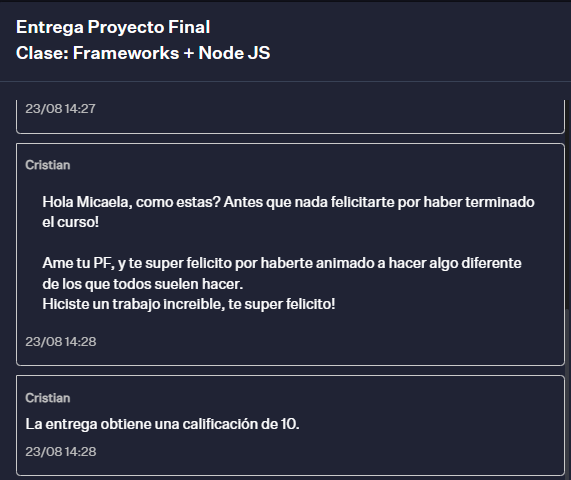 Entrega Proyecto Final
Clase: Frameworks + Node JS
23/08 14:27
Cristian
Hola Micaela, como estas? Antes que nada felicitarte por haber terminado
el curso!
Ame tu PF, y te super felicito por haberte animado a hacer algo diferente
de los que todos suelen hacer.
Hiciste un trabajo increible, te super felicito!
23/08 14:28
Cristian
La entrega obtiene una calificación de 10.
23/08 14:28